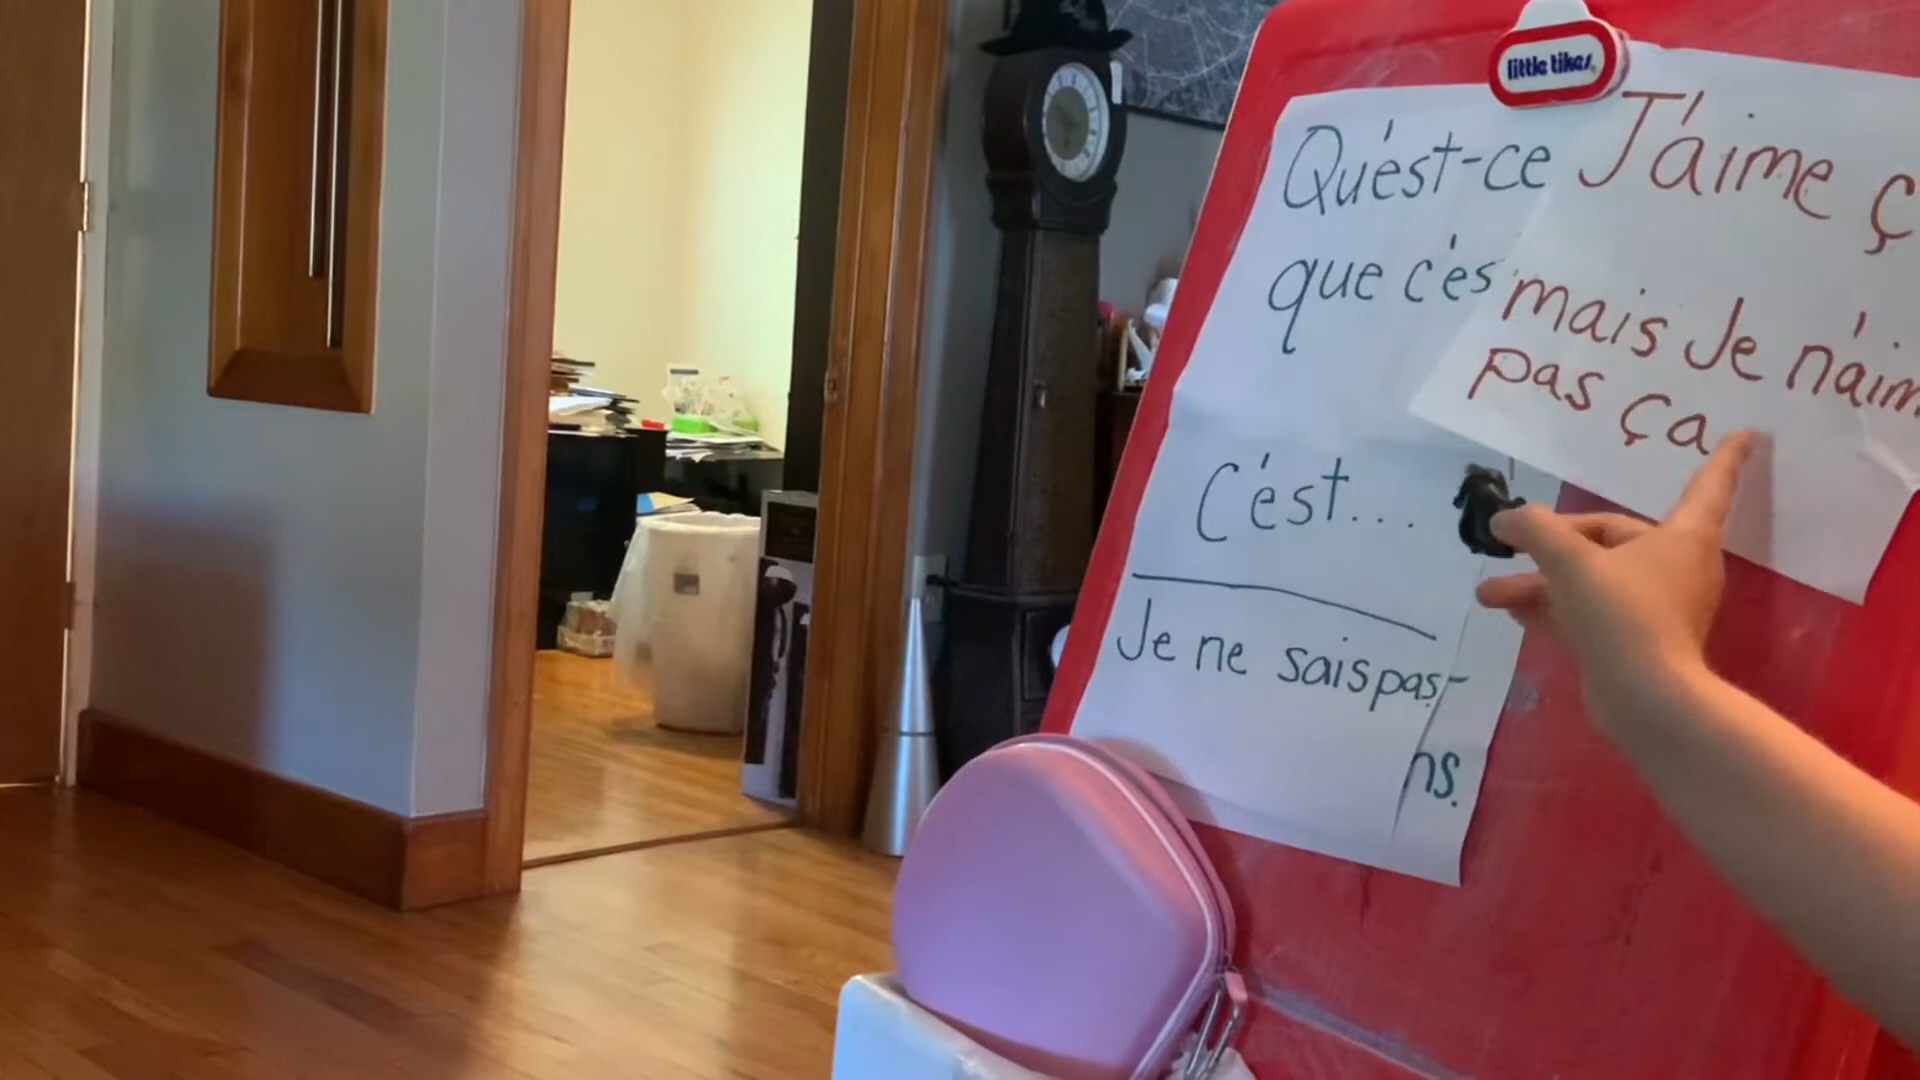 little tikes
Qu'est-ce
que c'es
C'est...
Je ne sais pas-
ns.
J'aime ç
mais Je n'aim
pas ça